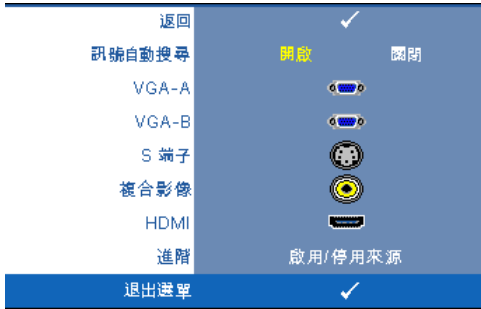 返回
訊號自動搜尋 開啟 關閉
VGA-A
VGA-B
S 端子
複合影像
HDMI
進階 啟用/停用來源
退出選單